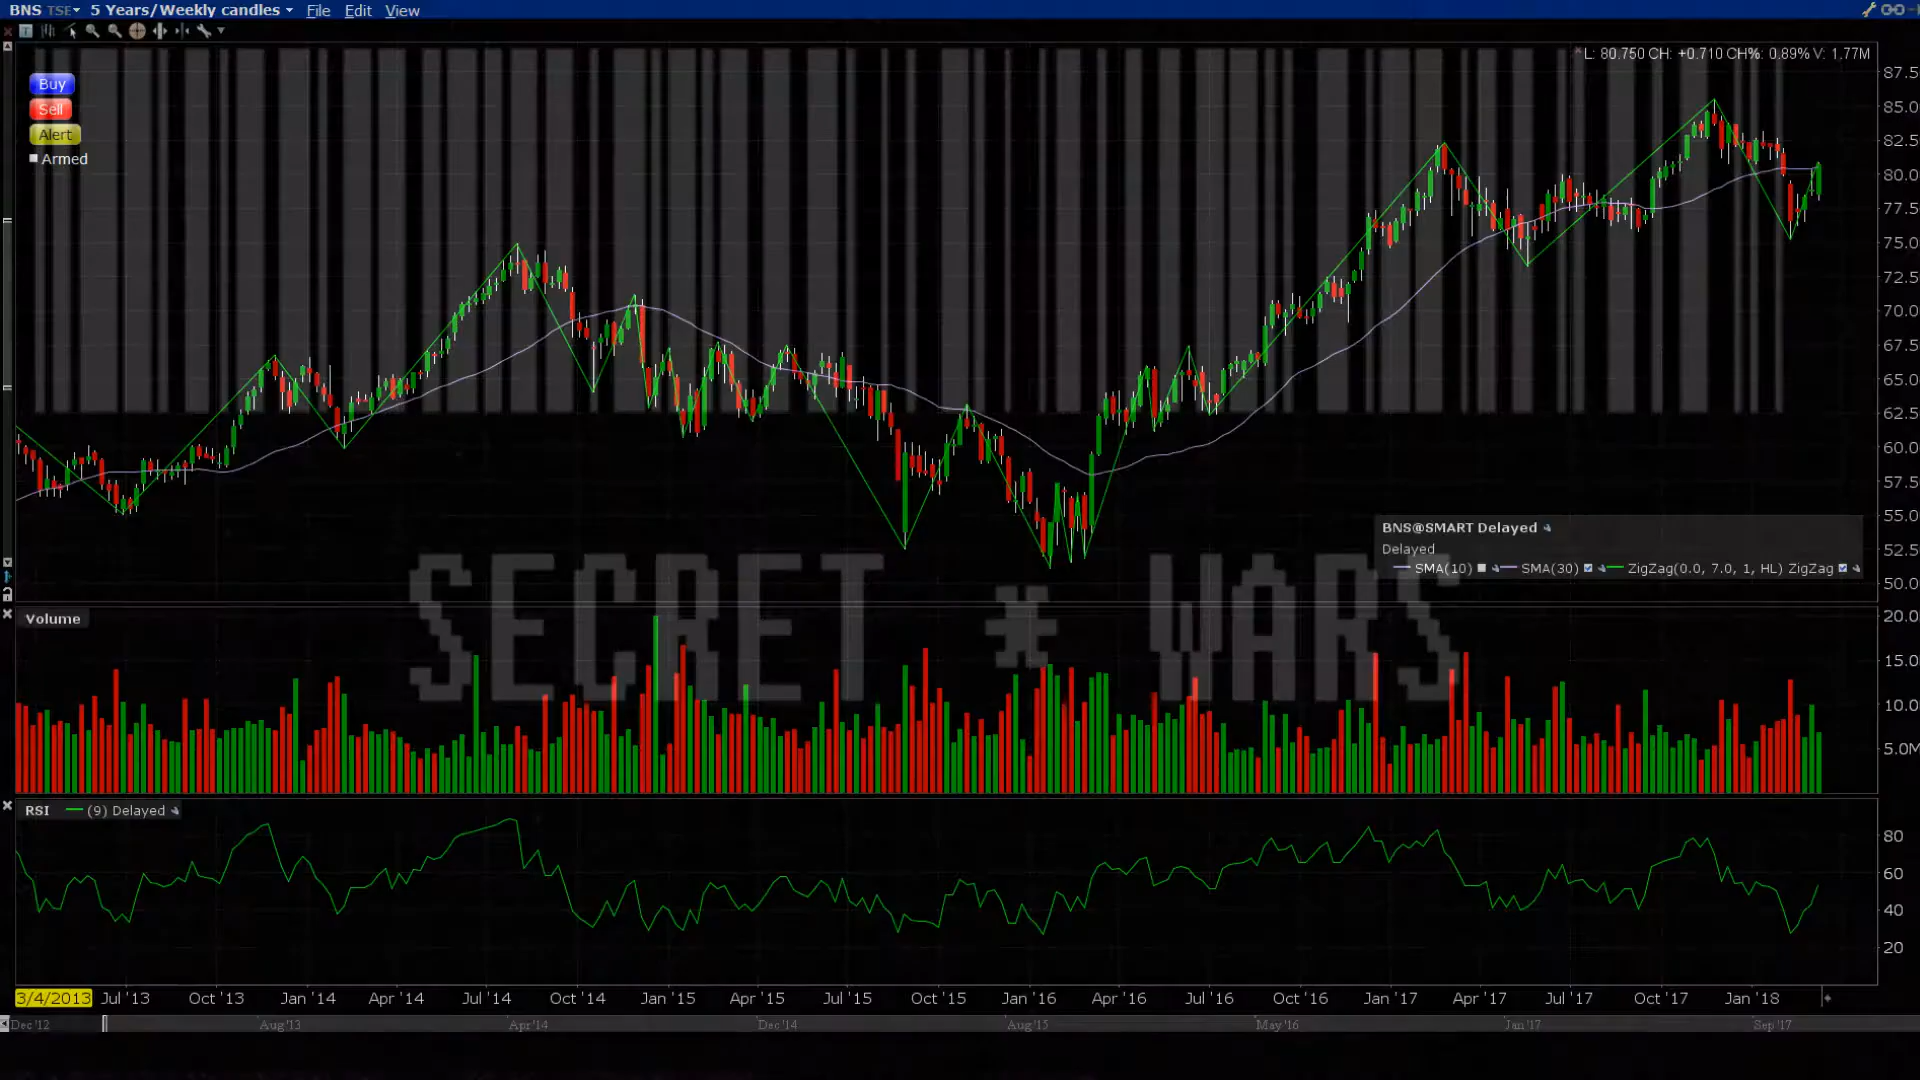 BNS TSE 5 Years/Weekly candles File Edit View
L: 80.750 CH: +0.710 CH%: 0.89% V: 1.77M
Buy
Sell
Alert
Armed
87.5
85.0
82.5
80.0
77.5
75.0
72.5
70.0
67.5
65.0
62.5
60.0
57.5
55.0
52.5
50.0
BNS@SMART Delayed
Delayed
SMA(10) SMA(30) ZigZag(0.0, 7.0, 1, HL) ZigZag
SECRET * WARS
Volume
20.0
15.0
10.0
5.0M
RSI (9) Delayed
80
60
40
20
3/4/2013 Jul '13 Oct '13 Jan '14 Apr '14 Jul '14 Oct '14 Jan '15 Apr '15 Jul '15 Oct '15 Jan '16 Apr '16 Jul '16 Oct '16 Jan '17 Apr '17 Jul '17 Oct '17 Jan '18
Dec '12 Aug '13 Apr '14 Dec '14 Aug '15 May '16 Jan '17 Sep '17